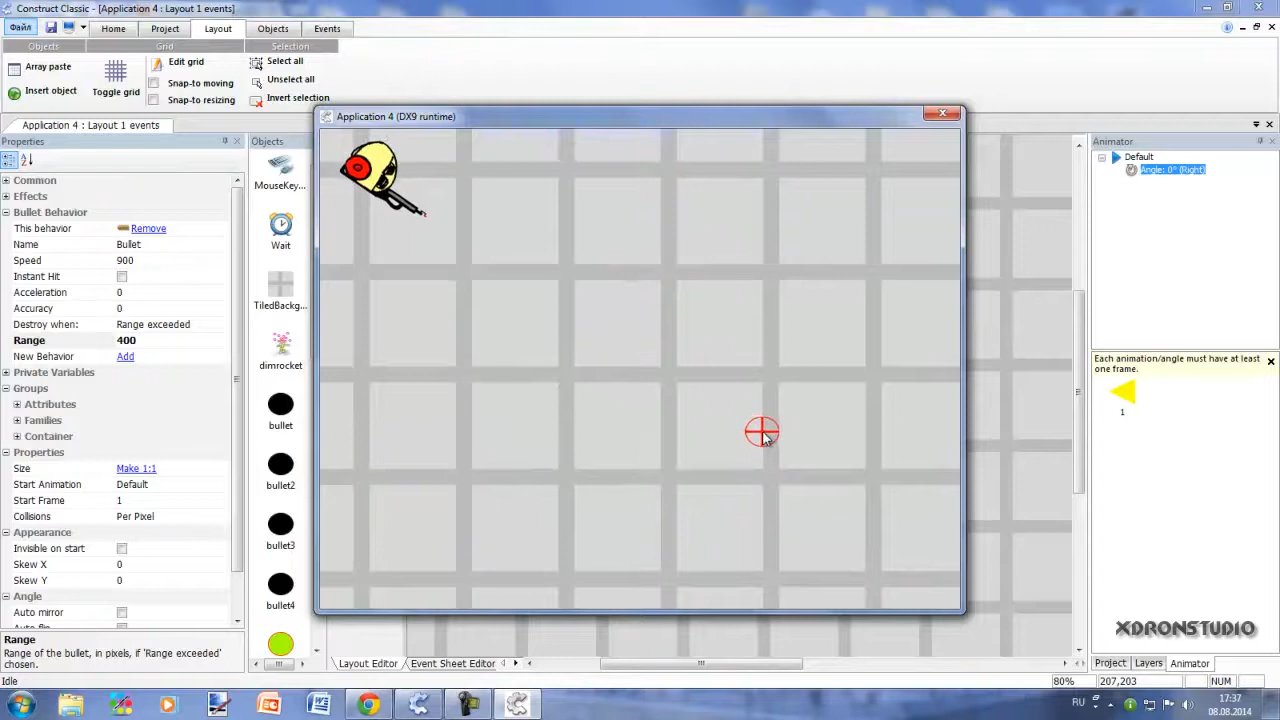 Construct Classic - [Application 4 : Layout 1 events]
Файл
Home
Project
Layout
Objects
Events
Objects
Grid
Selection
Array paste
Insert object
Toggle grid
Edit grid
Snap-to moving
Snap-to resizing
Select all
Unselect all
Invert selection
Application 4 : Layout 1 events
Properties
Common
Effects
Bullet Behavior
This behavior Remove
Name Bullet
Speed 900
Instant Hit
Acceleration 0
Accuracy 0
Destroy when: Range exceeded
Range 400
New Behavior Add
Private Variables
Groups
Attributes
Families
Container
Properties
Size Make 1:1
Start Animation Default
Start Frame 1
Collisions Per Pixel
Appearance
Invisible on start
Skew X 0
Skew Y 0
Angle
Auto mirror
Range
Range of the bullet, in pixels, if 'Range exceeded'
chosen.
Idle
Objects
MouseKey...
Wait
TiledBackg...
dimrocket
bullet
bullet2
bullet3
bullet4
Application 4 (DX9 runtime)
Layout Editor
Event Sheet Editor
Animator
Default
Angle: 0° (Right)
Each animation/angle must have at least
one frame.
1
XDRONSTUDIO
Project
Layers
Animator
80%
207,203
NUM
RU
17:37
08.08.2014